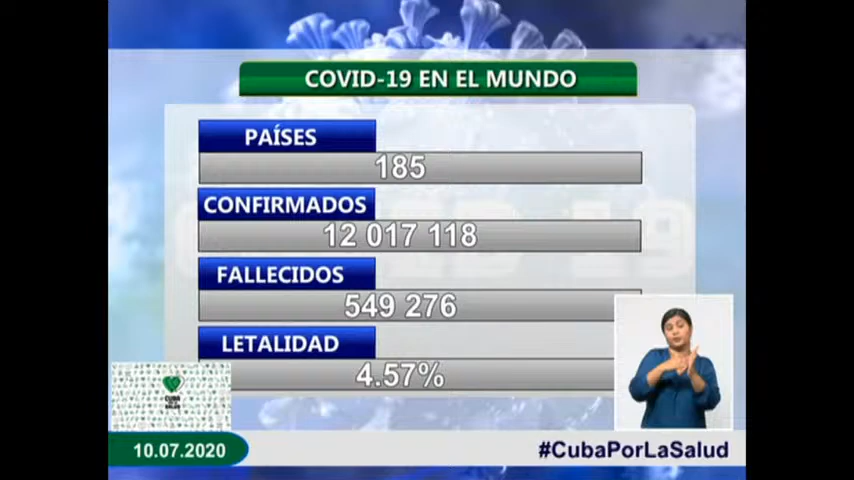 COVID-19 EN EL MUNDO
PAÍSES
185
CONFIRMADOS
12 017 118
FALLECIDOS
549 276
LETALIDAD
4.57%
CUBA
10.07.2020
#CubaPorLaSalud